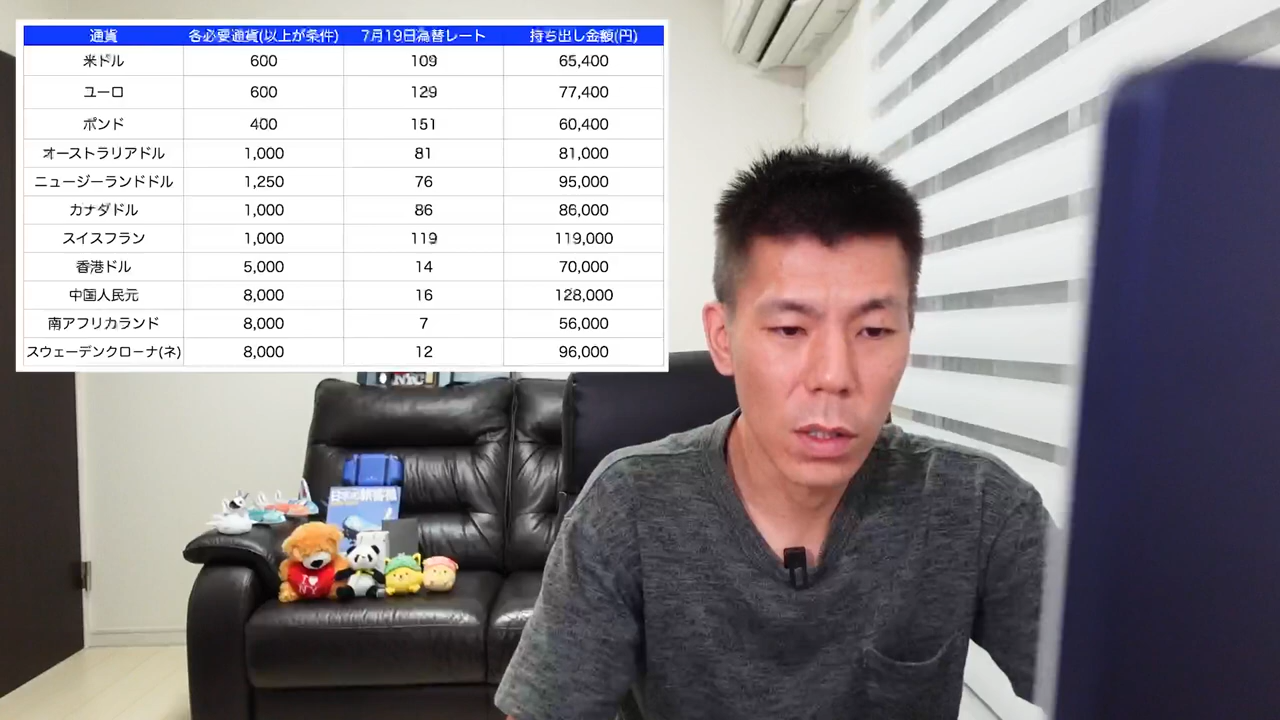 通貨 各必要通貨(以上が条件) 7月19日為替レート 持ち出し金額(円)
米ドル 600 109 65,400
ユーロ 600 129 77,400
ポンド 400 151 60,400
オーストラリアドル 1,000 81 81,000
ニュージーランドドル 1,250 76 95,000
カナダドル 1,000 86 86,000
スイスフラン 1,000 119 119,000
香港ドル 5,000 14 70,000
中国人民元 8,000 16 128,000
南アフリカランド 8,000 7 56,000
スウェーデンクローナ(ネ) 8,000 12 96,000
NYC
I ♥
NY